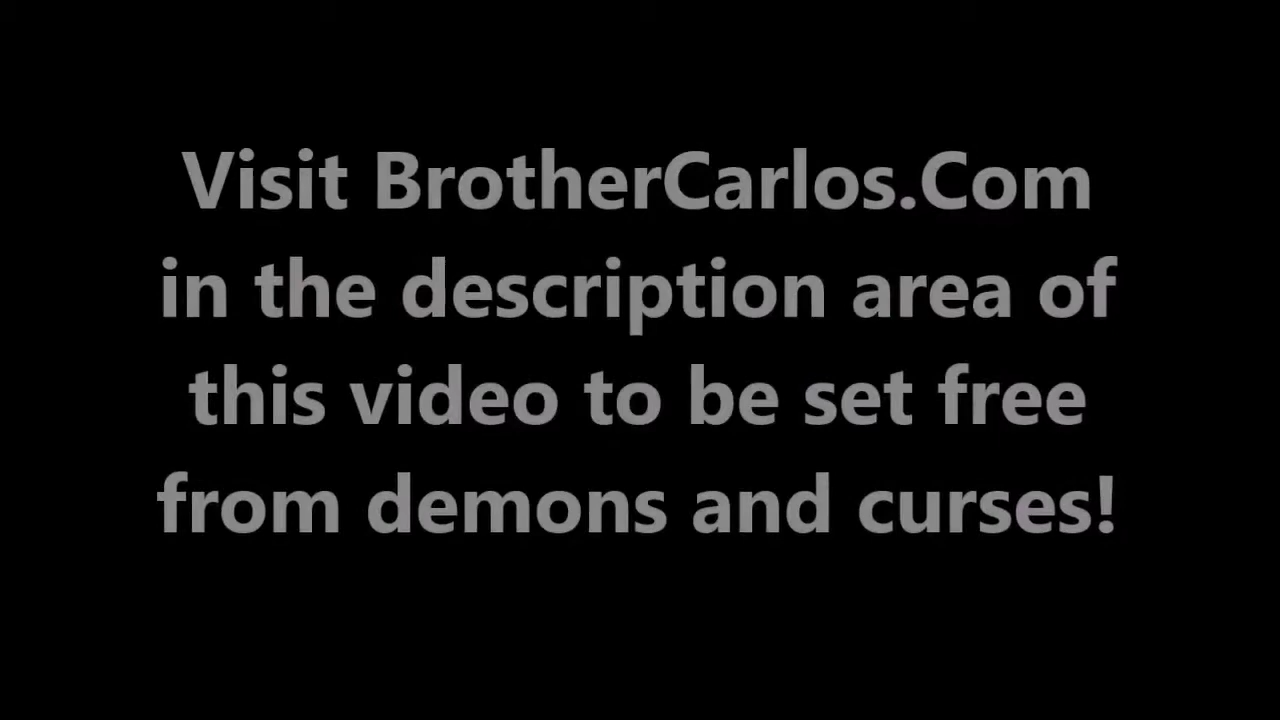 Visit BrotherCarlos.Com
in the description area of
this video to be set free
from demons and curses!